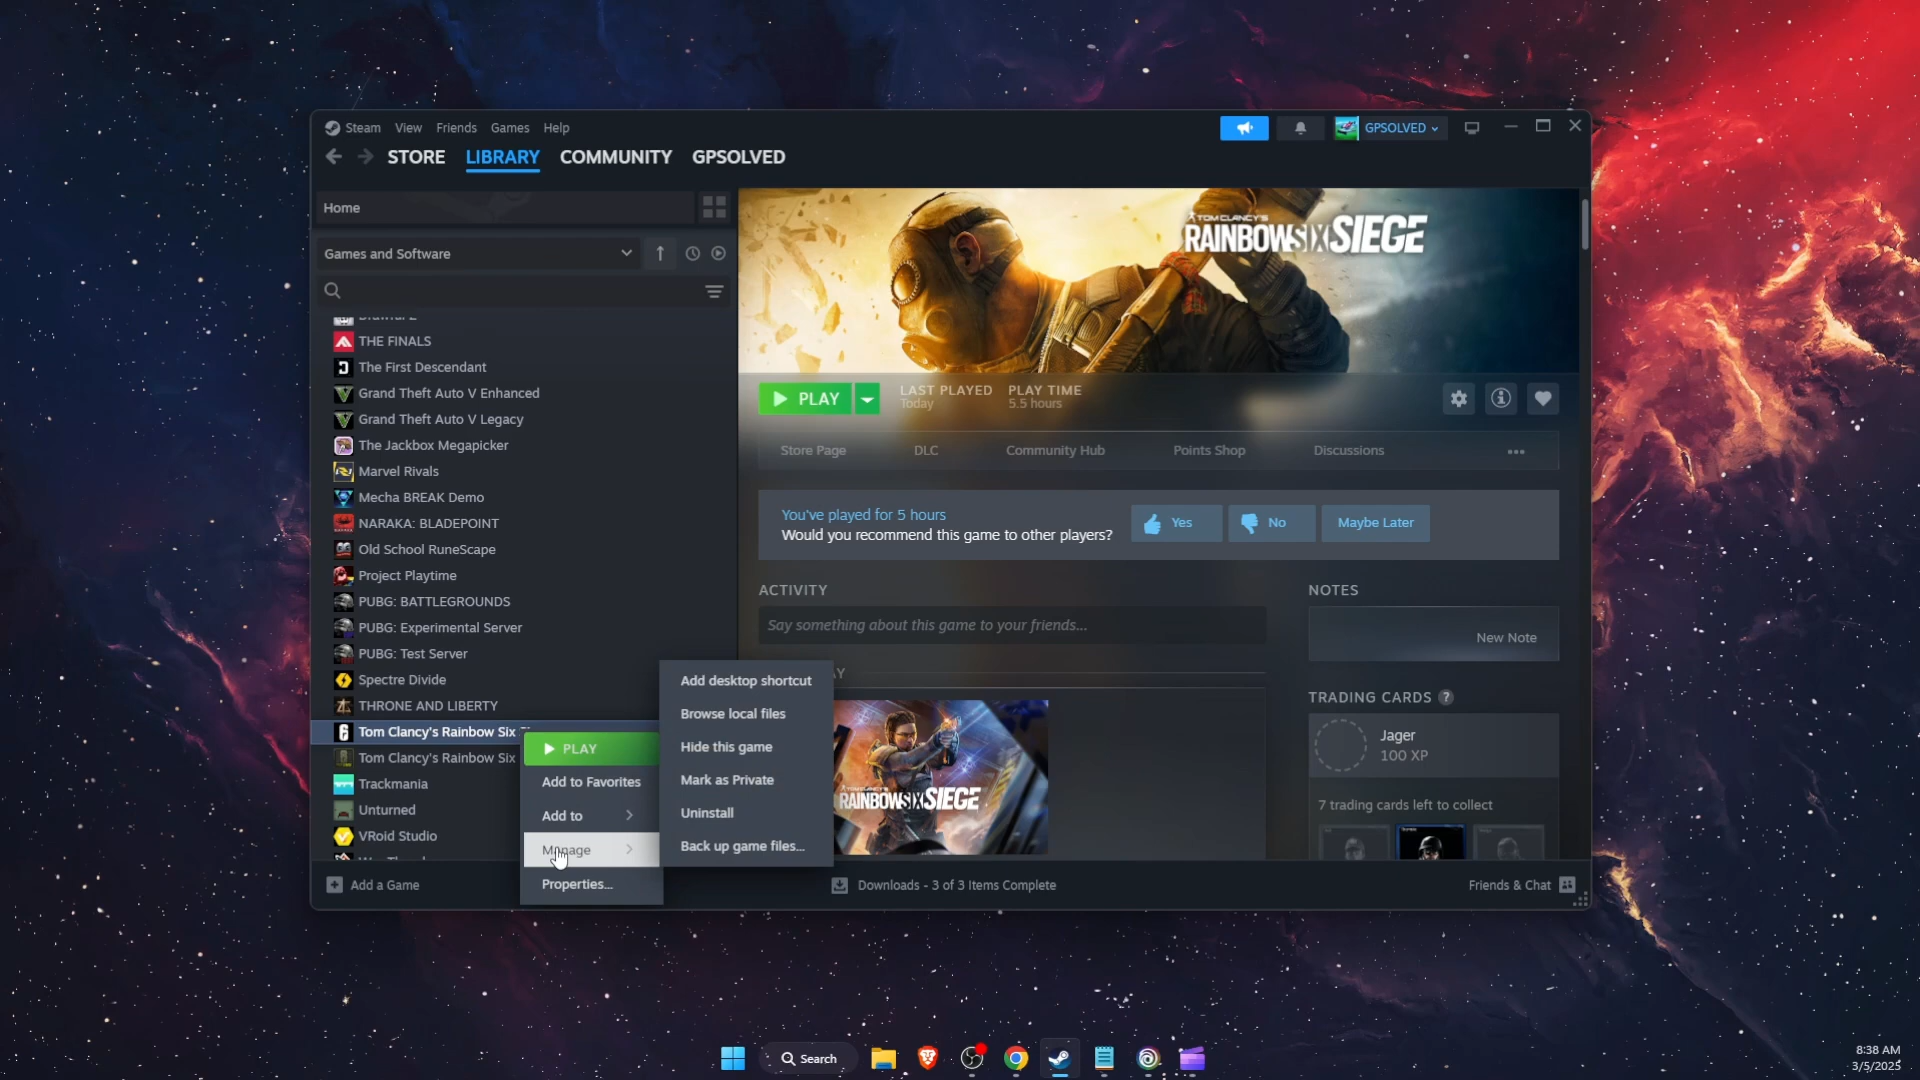 Steam View Friends Games Help
GPSOLVED
STORE LIBRARY COMMUNITY GPSOLVED
Home
Games and Software
THE FINALS
The First Descendant
Grand Theft Auto V Enhanced
Grand Theft Auto V Legacy
The Jackbox Megapicker
Marvel Rivals
Mecha BREAK Demo
NARAKA: BLADEPOINT
Old School RuneScape
Project Playtime
PUBG: BATTLEGROUNDS
PUBG: Experimental Server
PUBG: Test Server
Spectre Divide
THRONE AND LIBERTY
Tom Clancy's Rainbow Six
Tom Clancy's Rainbow Six
Trackmania
Unturned
VRoid Studio
Add a Game
PLAY
Add to Favorites
Add to
Manage
Properties...
Add desktop shortcut
Browse local files
Hide this game
Mark as Private
Uninstall
Back up game files...
TOM CLANCY'S
RAINBOWSIXSIEGE
PLAY
LAST PLAYED
Today
PLAY TIME
5.5 hours
Store Page DLC Community Hub Points Shop Discussions
You've played for 5 hours
Would you recommend this game to other players?
Yes No Maybe Later
ACTIVITY
Say something about this game to your friends...
RAINBOWSIXSIEGE
NOTES
New Note
TRADING CARDS ?
Jager
100 XP
7 trading cards left to collect
Downloads - 3 of 3 Items Complete
Friends & Chat
Search
8:38 AM
3/5/2025